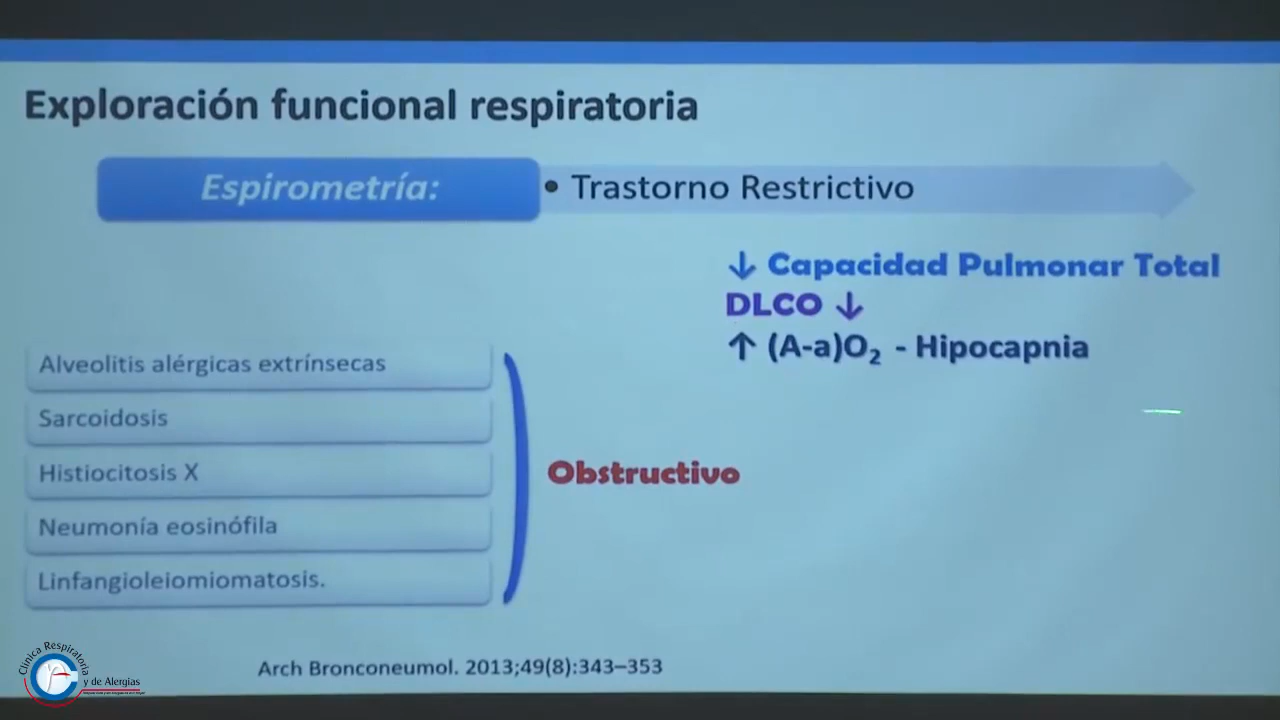 Exploración funcional respiratoria
Espirometría:
• Trastorno Restrictivo
↓ Capacidad Pulmonar Total
DLCO ↓
↑ (A-a)O₂ - Hipocapnia
Alveolitis alérgicas extrínsecas
Sarcoidosis
Histiocitosis X
Neumonía eosinófila
Linfangioleiomiomatosis.
Obstructivo
Arch Bronconeumol. 2013;49(8):343–353
Clínica Respiratoria
y de Alergias